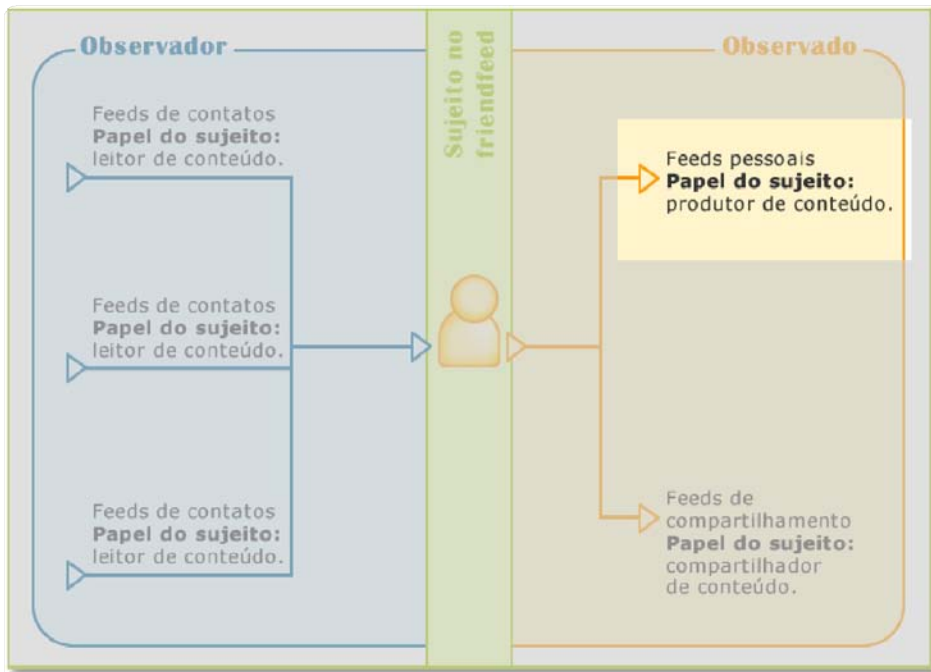 Observador
Feeds de contatos
Papel do sujeito:
leitor de conteúdo.
Feeds de contatos
Papel do sujeito:
leitor de conteúdo.
Feeds de contatos
Papel do sujeito:
leitor de conteúdo.
Sujeito no
friendfeed
Observado
Feeds pessoais
Papel do sujeito:
produtor de conteúdo.
Feeds de
compartilhamento
Papel do sujeito:
compartilhador
de conteúdo.